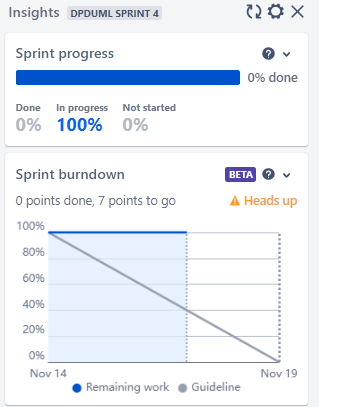 Insights DPDUML SPRINT 4
Sprint progress
0% done
Done In progress Not started
0% 100% 0%
Sprint burndown BETA
0 points done, 7 points to go Heads up
100%
80%
60%
40%
20%
0%
Nov 14 Nov 19
Remaining work Guideline